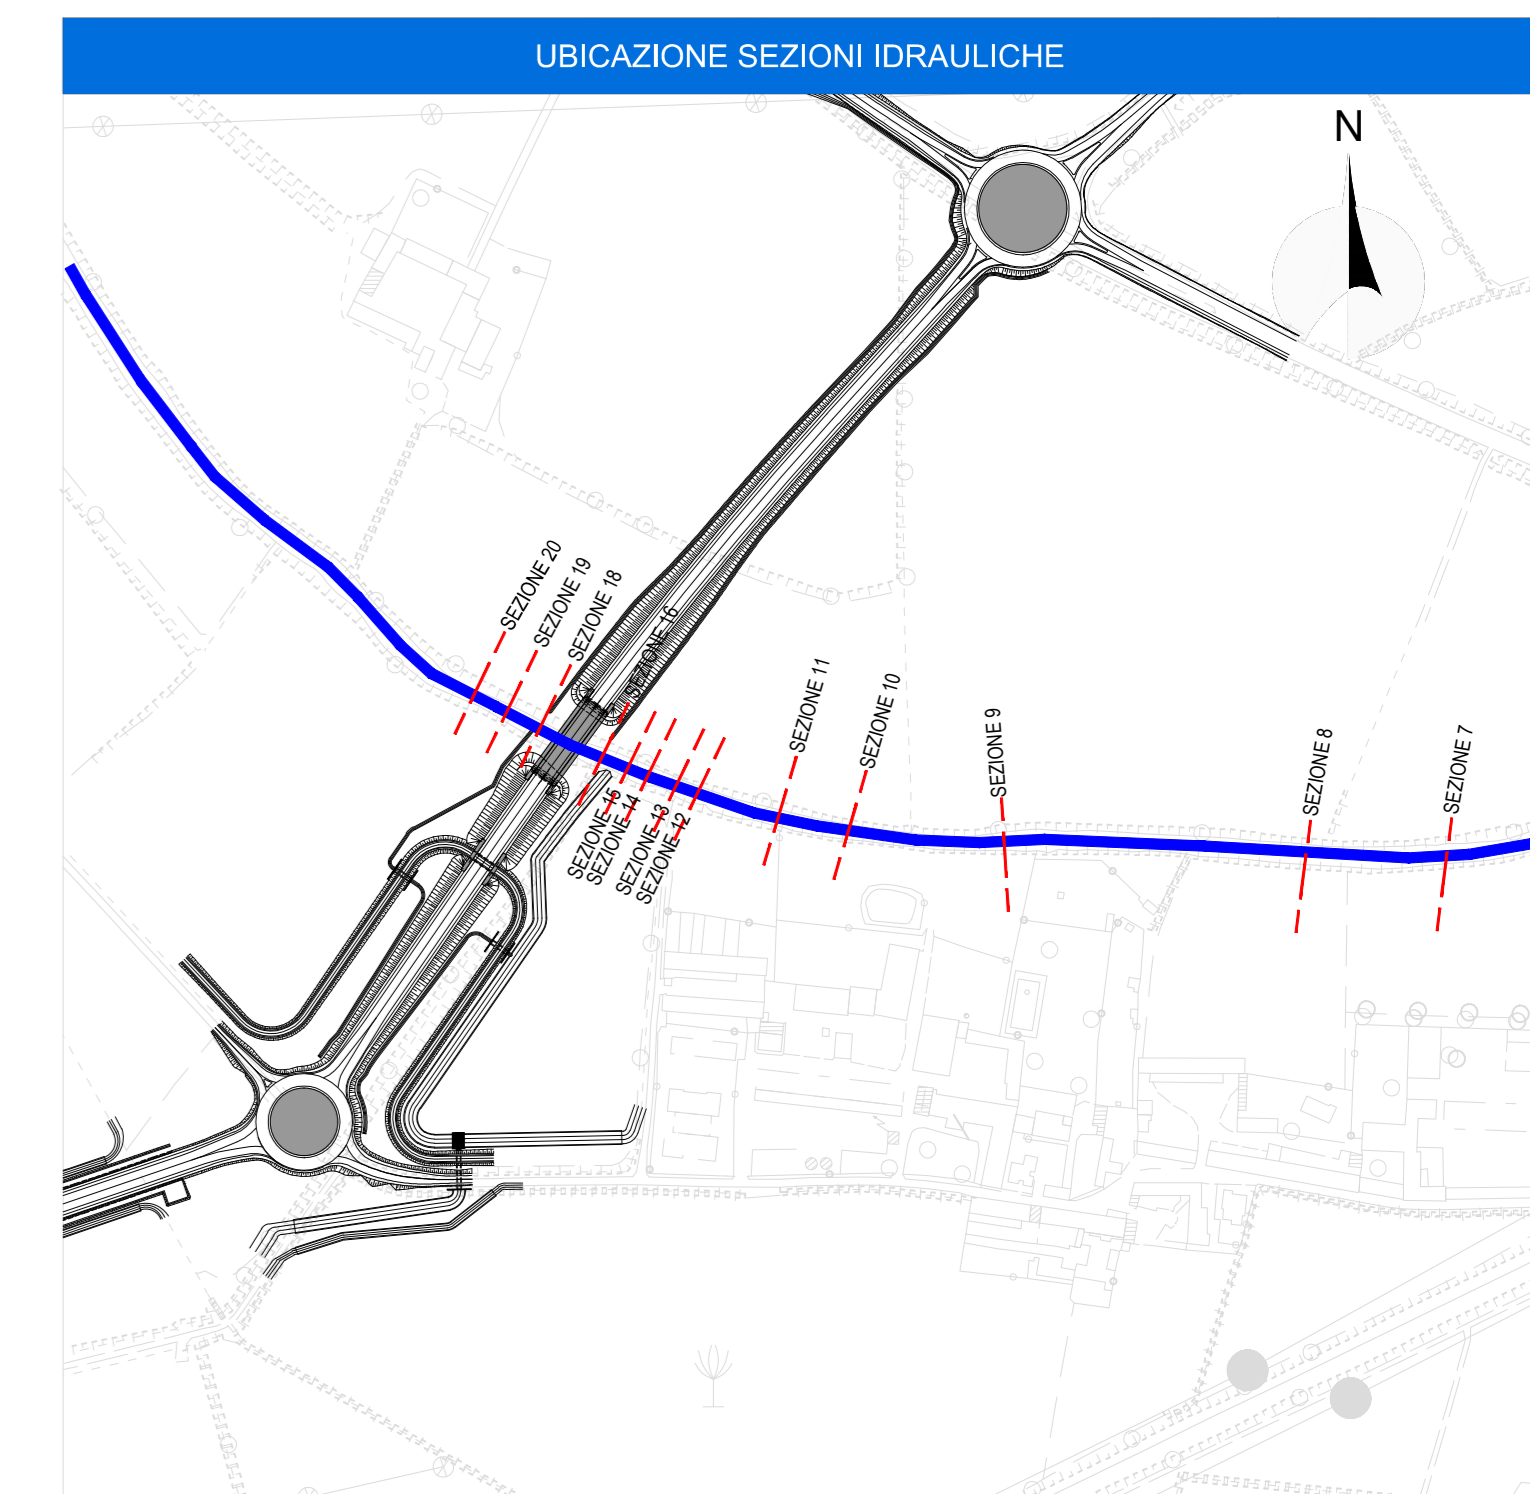 UBICAZIONE SEZIONI IDRAULICHE
N
SEZIONE 20
SEZIONE 19
SEZIONE 18
SEZIONE 16
SEZIONE 15
SEZIONE 14
SEZIONE 13
SEZIONE 12
SEZIONE 11
SEZIONE 10
SEZIONE 9
SEZIONE 8
SEZIONE 7